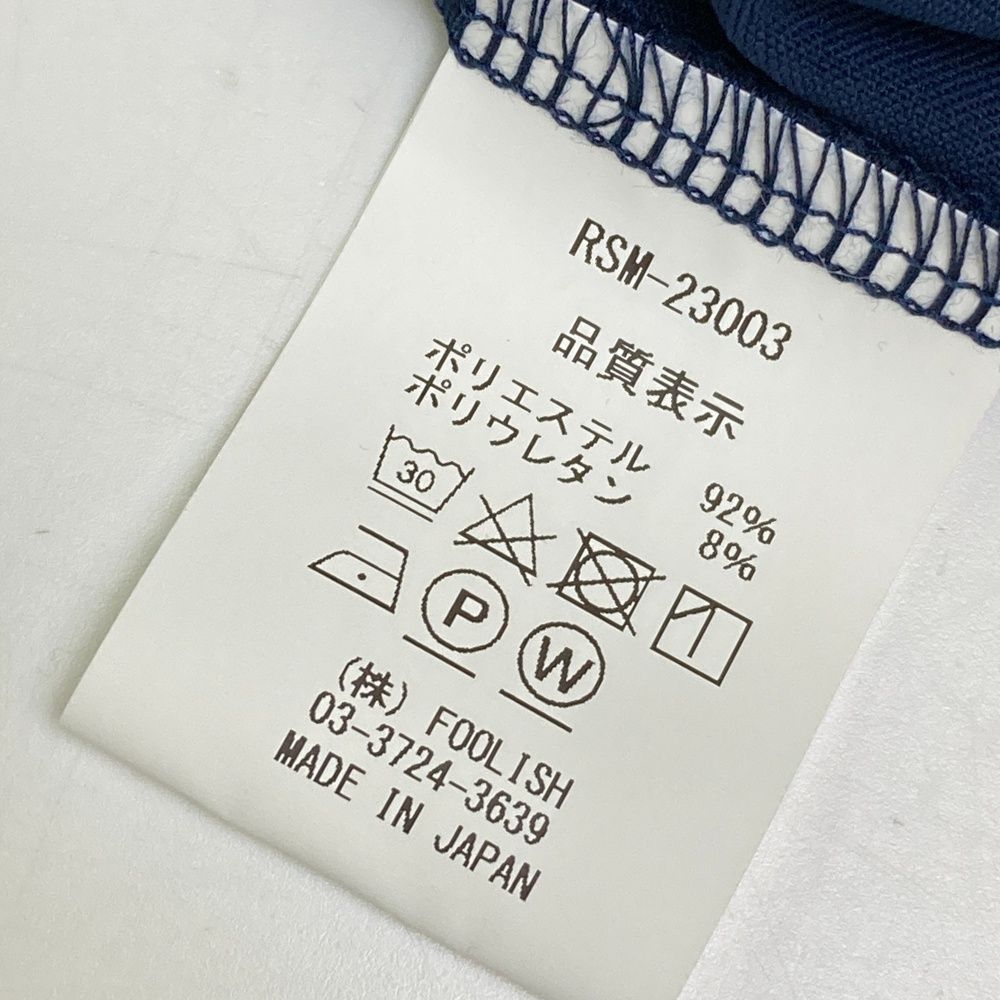 RSM-23003
品質表示
ポリエステル 92%
ポリウレタン 8%
30
P W
(株) FOOLISH
03-3724-3639
MADE IN JAPAN